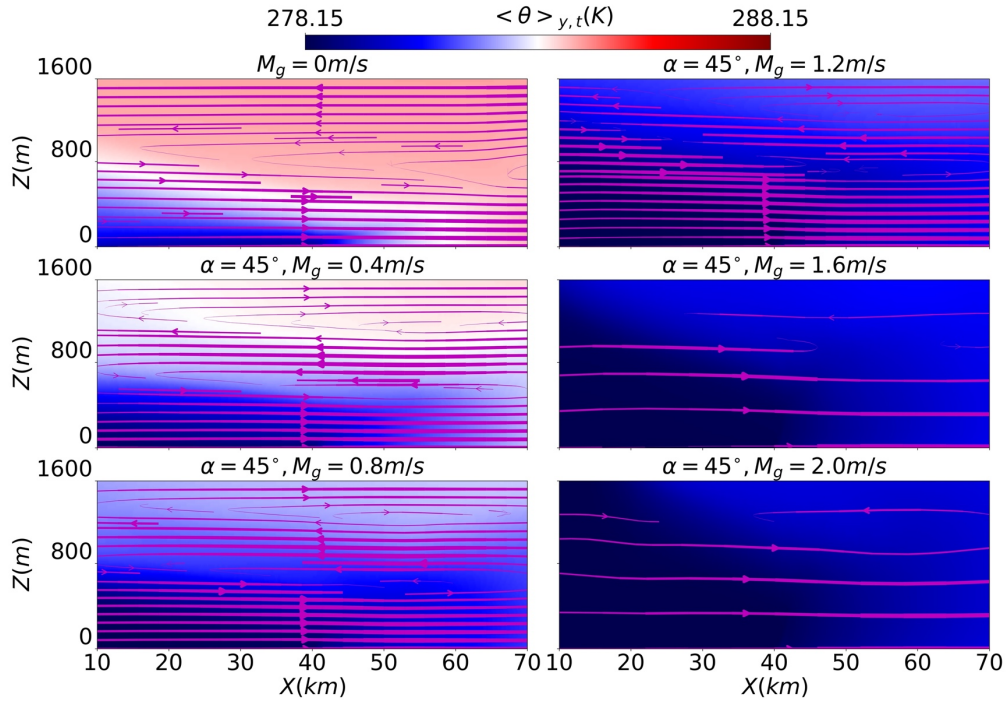 278.15 <θ>y,t(K) 288.15
Mg = 0m/s
1600
800
0
Z(m)
α = 45°, Mg = 1.2m/s
α = 45°, Mg = 0.4m/s
1600
800
0
Z(m)
α = 45°, Mg = 1.6m/s
α = 45°, Mg = 0.8m/s
1600
800
0
Z(m)
10 20 30 40 50 60 70
X(km)
α = 45°, Mg = 2.0m/s
10 20 30 40 50 60 70
X(km)